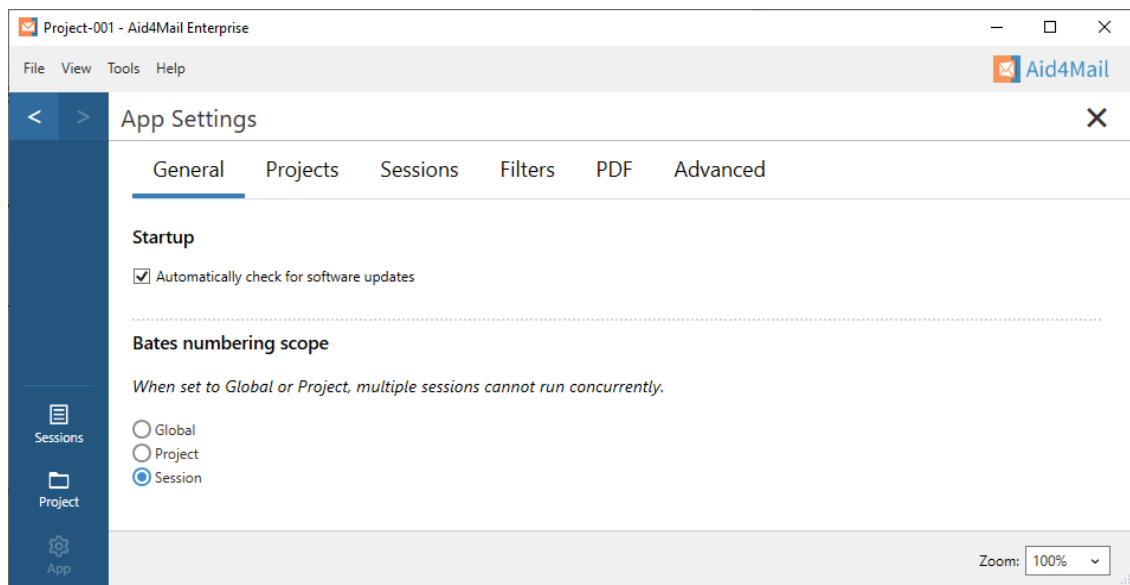 Project-001 - Aid4Mail Enterprise
File View Tools Help
Aid4Mail
< >
App Settings
General Projects Sessions Filters PDF Advanced
Startup
Automatically check for software updates
Bates numbering scope
When set to Global or Project, multiple sessions cannot run concurrently.
Global
Project
Session
Sessions
Project
App
Zoom: 100%